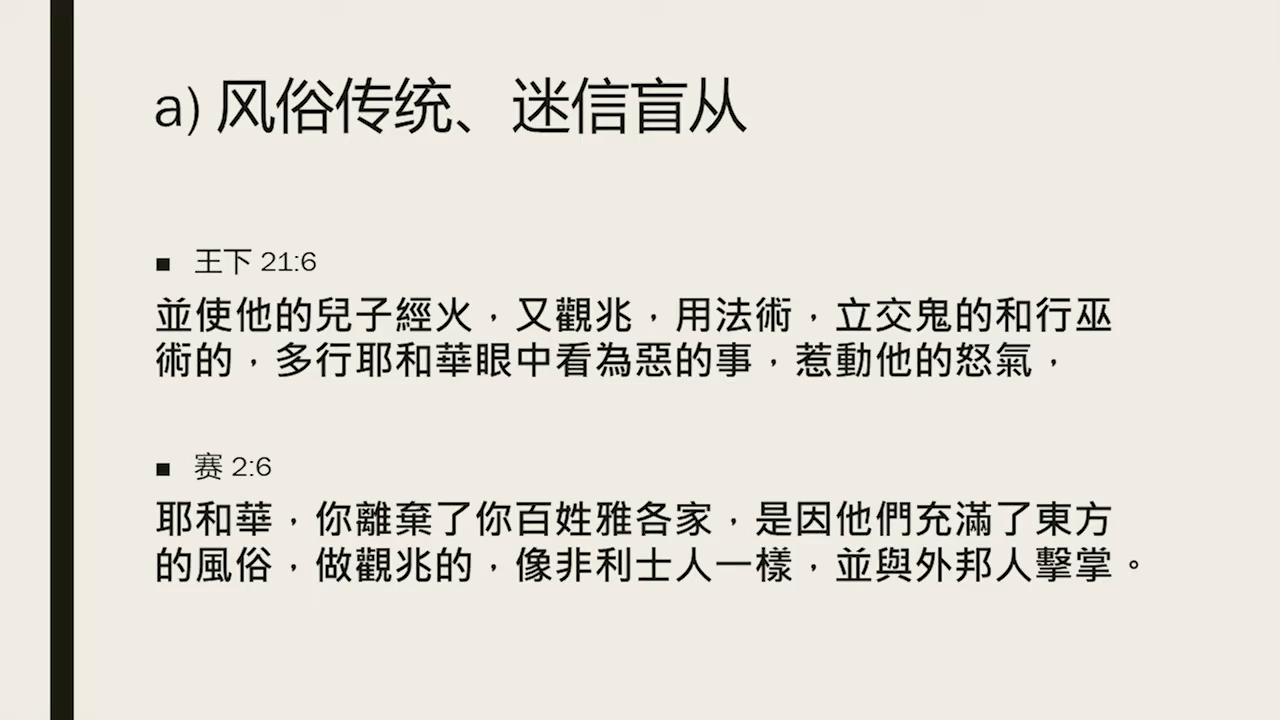 a) 风俗传统、迷信盲从
■ 王下 21:6
並使他的兒子經火，又觀兆，用法術，立交鬼的和行巫
術的，多行耶和華眼中看為惡的事，惹動他的怒氣，
■ 赛 2:6
耶和華，你離棄了你百姓雅各家，是因他們充滿了東方
的風俗，做觀兆的，像非利士人一樣，並與外邦人擊掌。